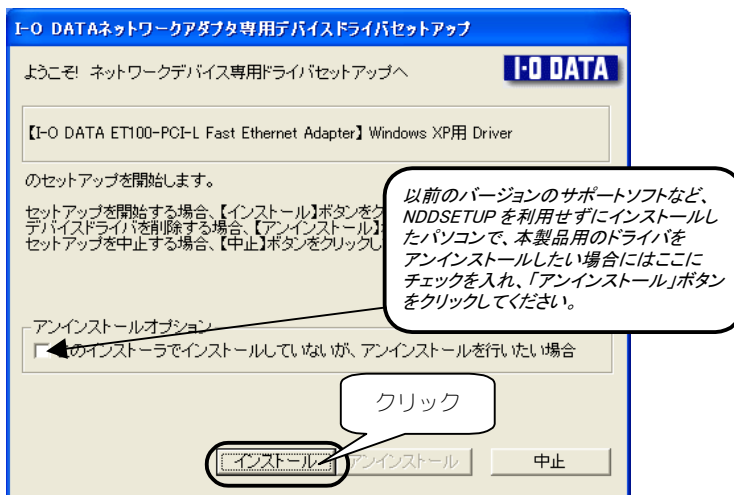 I-O DATAネットワークアダプタ専用デバイスドライバセットアップ
ようこそ! ネットワークデバイス専用ドライバセットアップへ
I-O DATA
【I-O DATA ET100-PCI-L Fast Ethernet Adapter】 Windows XP用 Driver
のセットアップを開始します。
セットアップを開始する場合、【インストール】ボタンをク
デバイスドライバを削除する場合、【アンインストール】
セットアップを中止する場合、【中止】ボタンをクリックし
以前のバージョンのサポートソフトなど、
NDDSETUP を利用せずにインストールし
たパソコンで、本製品用のドライバを
アンインストールしたい場合にはここに
チェックを入れ、「アンインストール」ボタン
をクリックしてください。
アンインストールオプション
のインストーラでインストールしていないが、アンインストールを行いたい場合
クリック
インストール
アンインストール
中止